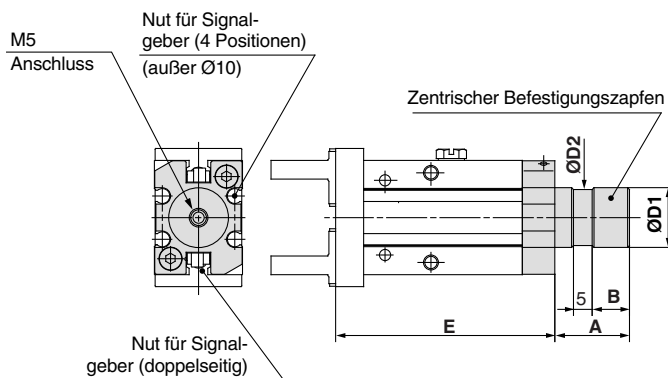 M5
Anschluss
Nut für Signal-
geber (4 Positionen)
(außer Ø10)
Zentrischer Befestigungszapfen
ØD2
ØD1
5
B
E
A
Nut für Signal-
geber (doppelseitig)